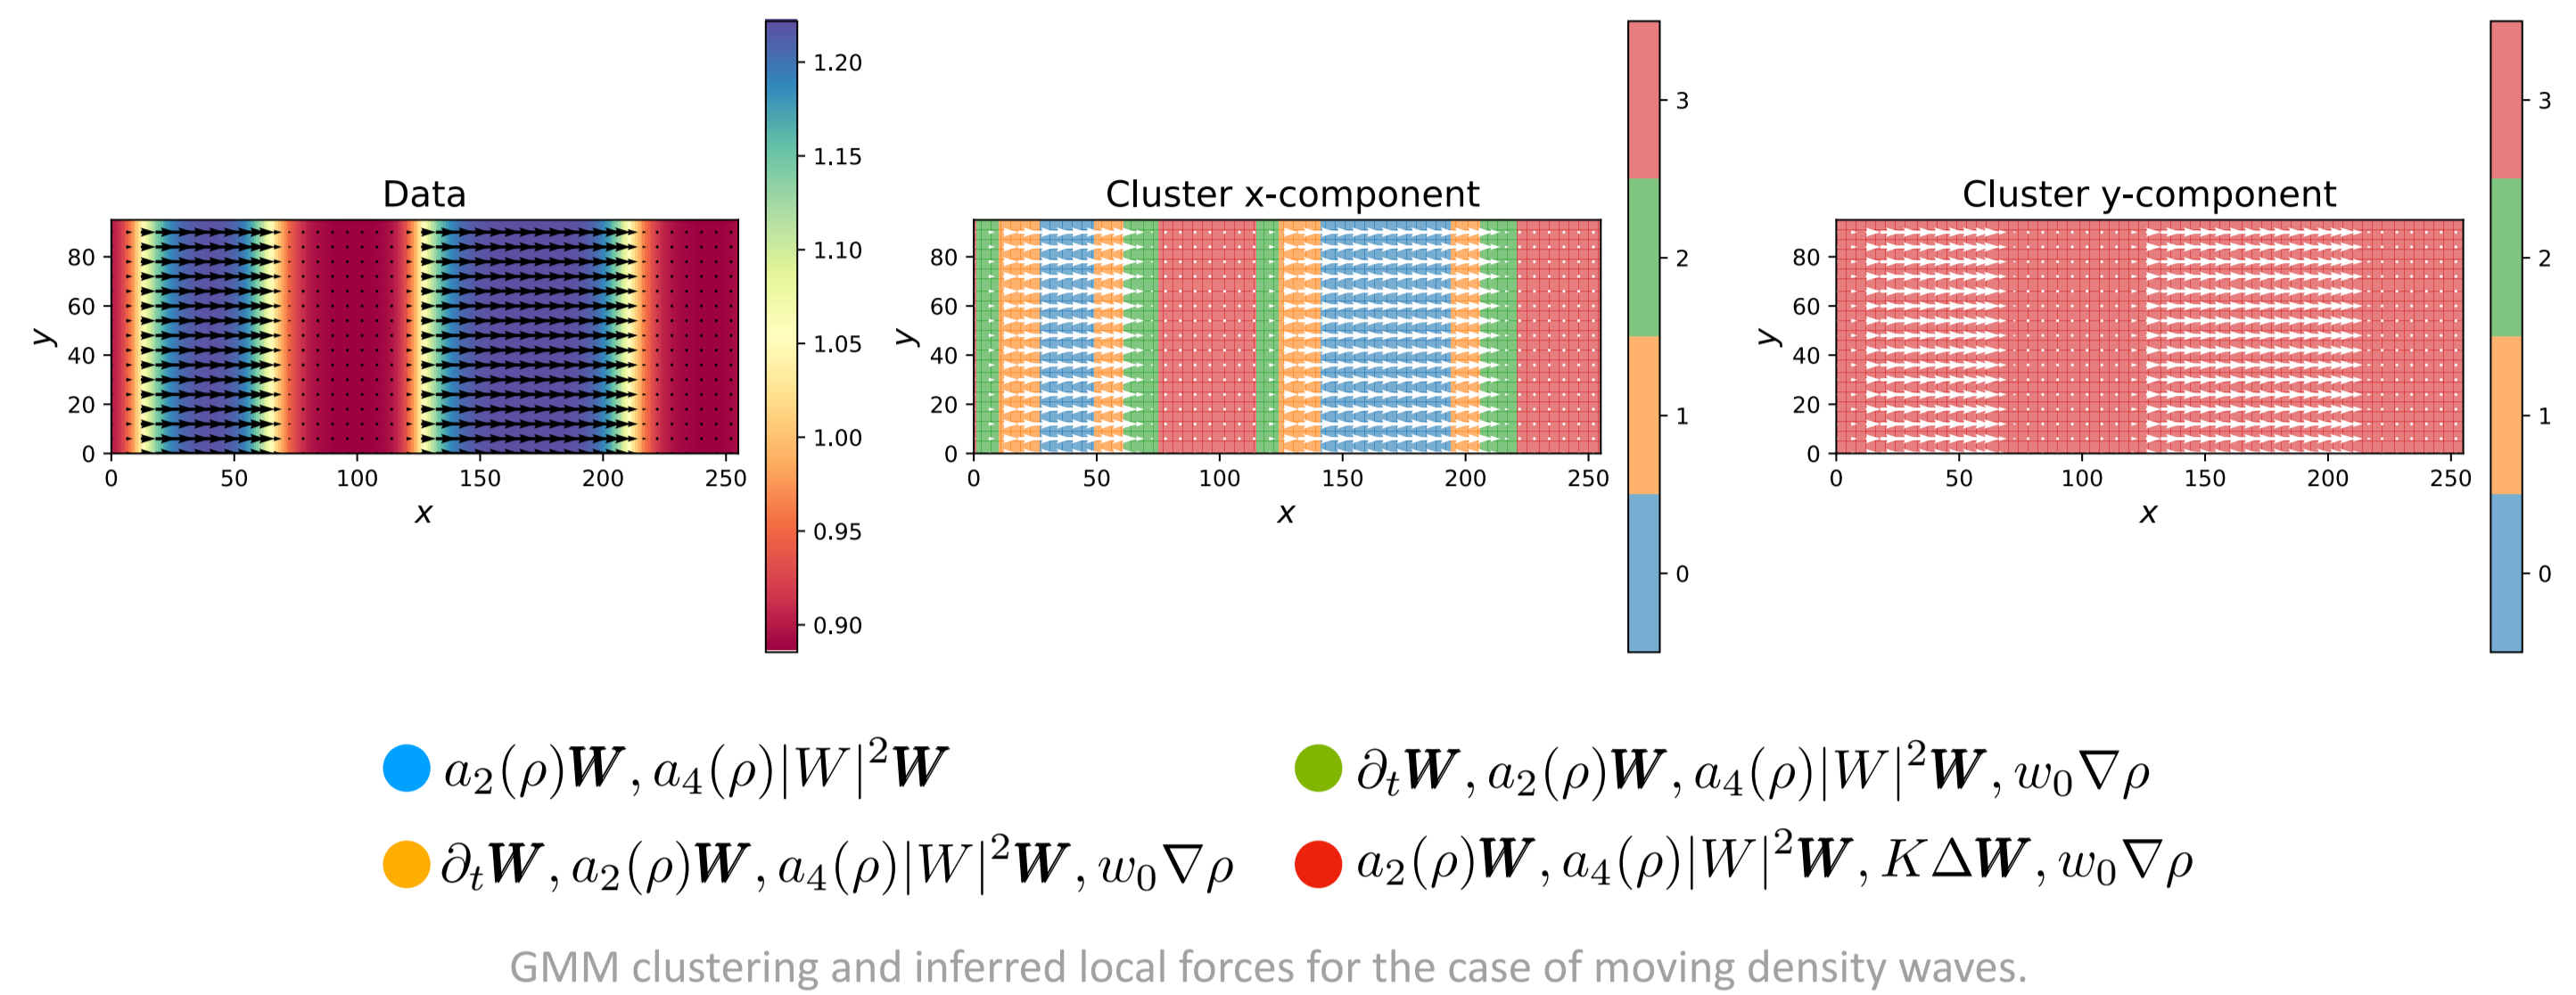 Data
80
60
40
20
0
y
0 50 100 150 200 250
x
1.20
1.15
1.10
1.05
1.00
0.95
0.90
Cluster x-component
80
60
40
20
0
y
0 50 100 150 200 250
x
3
2
1
0
Cluster y-component
80
60
40
20
0
y
0 50 100 150 200 250
x
3
2
1
0
a₂(ρ)W, a₄(ρ)|W|²W
∂ₜW, a₂(ρ)W, a₄(ρ)|W|²W, w₀∇ρ
∂ₜW, a₂(ρ)W, a₄(ρ)|W|²W, w₀∇ρ
a₂(ρ)W, a₄(ρ)|W|²W, KΔW, w₀∇ρ
GMM clustering and inferred local forces for the case of moving density waves.